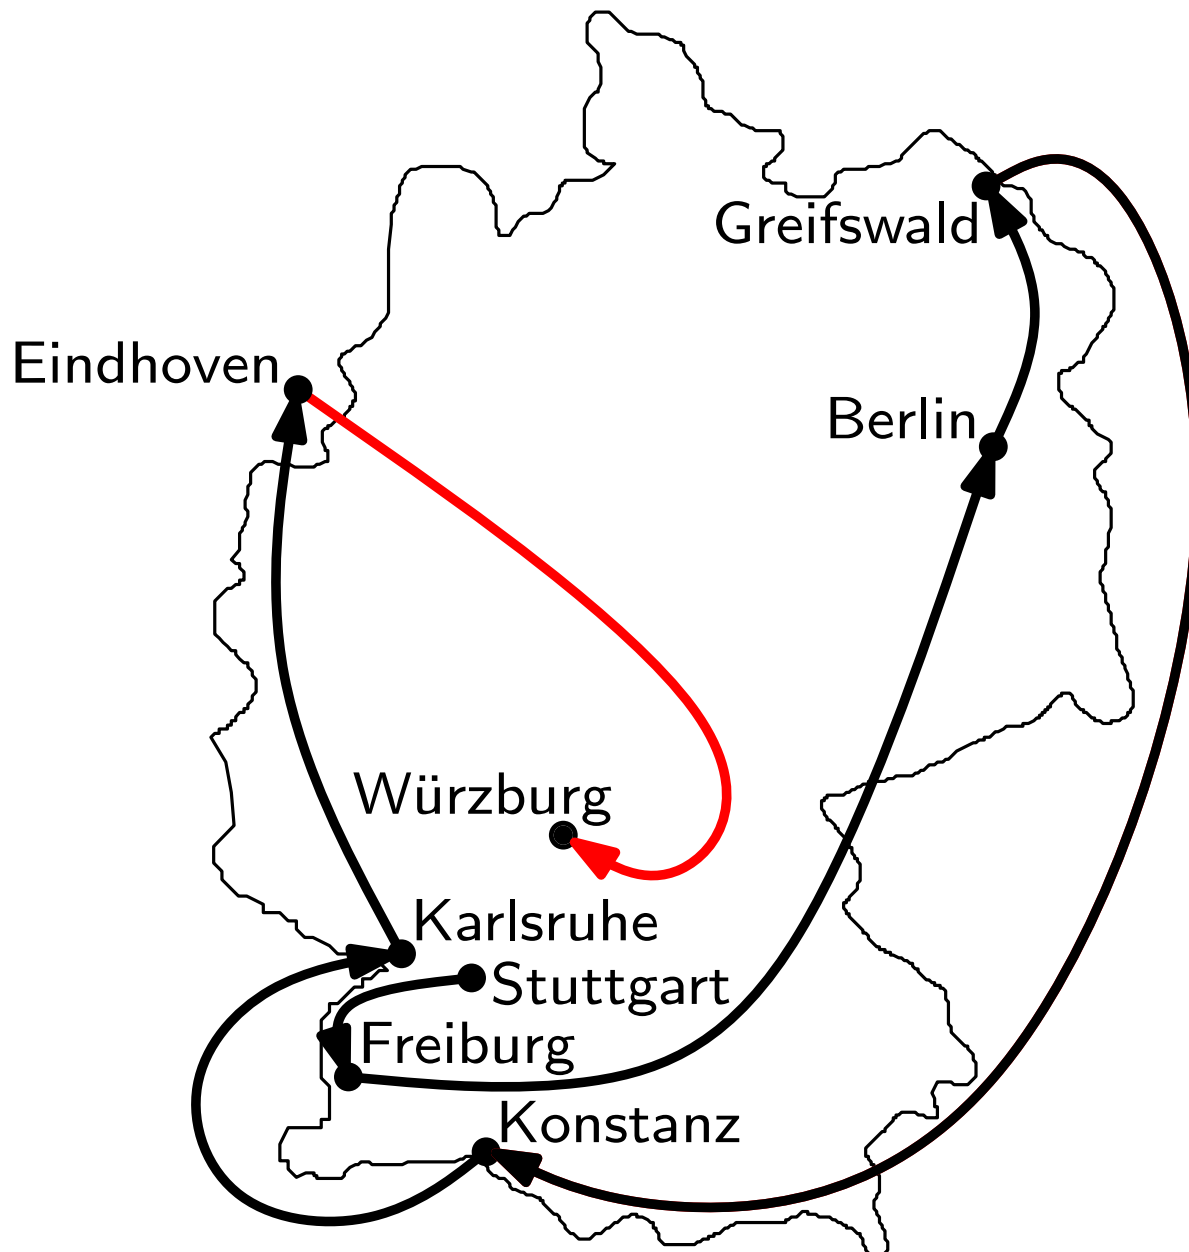 Greifswald
Eindhoven
Berlin
Würzburg
Karlsruhe
Stuttgart
Freiburg
Konstanz